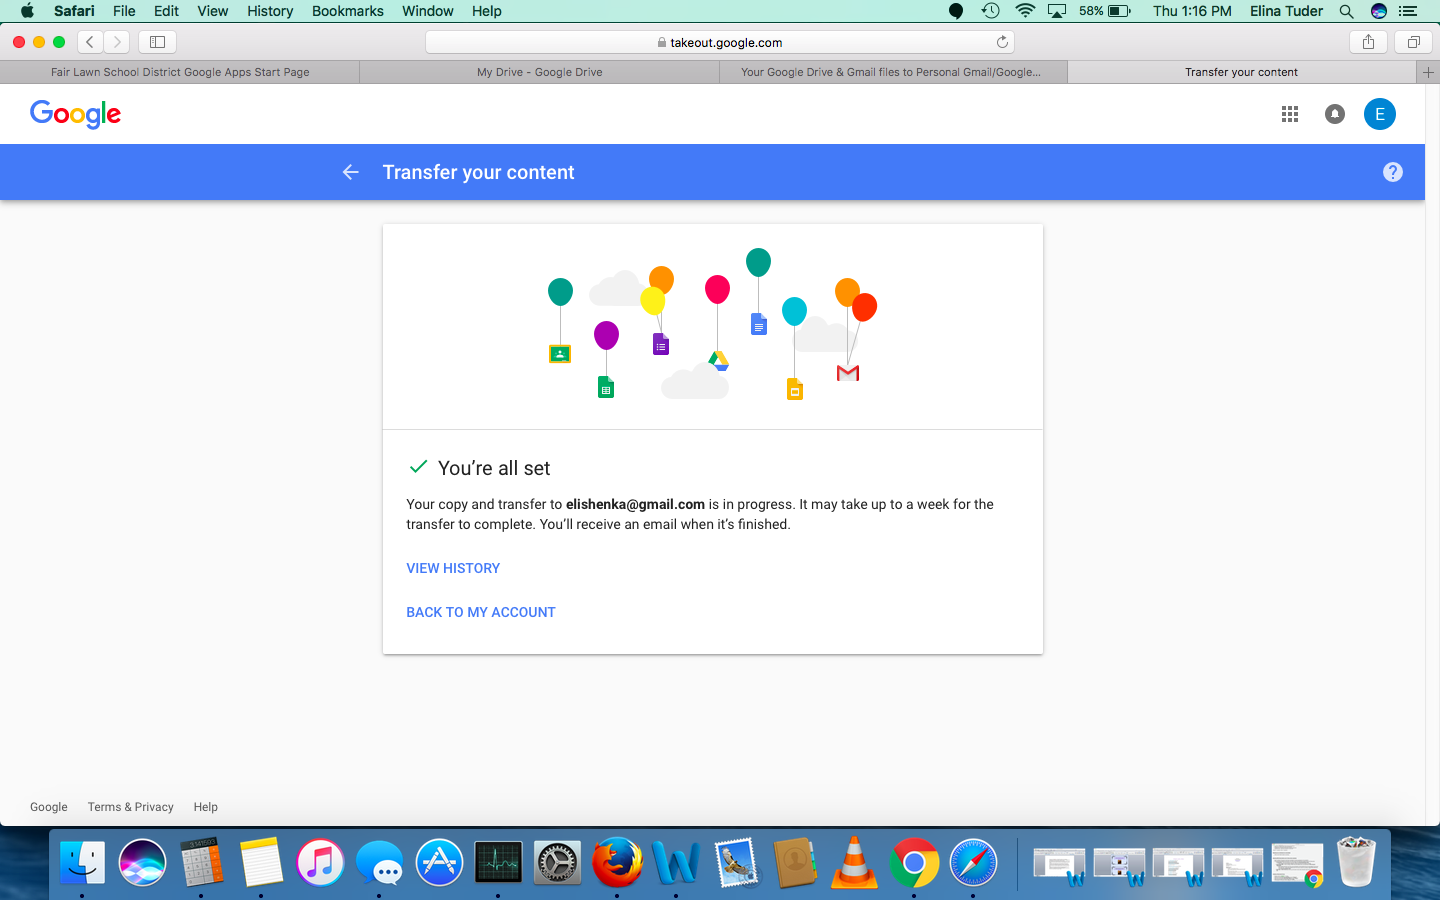 Safari File Edit View History Bookmarks Window Help 58% Thu 1:16 PM Elina Tuder
takeout.google.com
Fair Lawn School District Google Apps Start Page
My Drive - Google Drive
Your Google Drive & Gmail files to Personal Gmail/Google...
Transfer your content
Google
E
Transfer your content
You're all set
Your copy and transfer to elishenka@gmail.com is in progress. It may take up to a week for the
transfer to complete. You'll receive an email when it's finished.
VIEW HISTORY
BACK TO MY ACCOUNT
Google Terms & Privacy Help